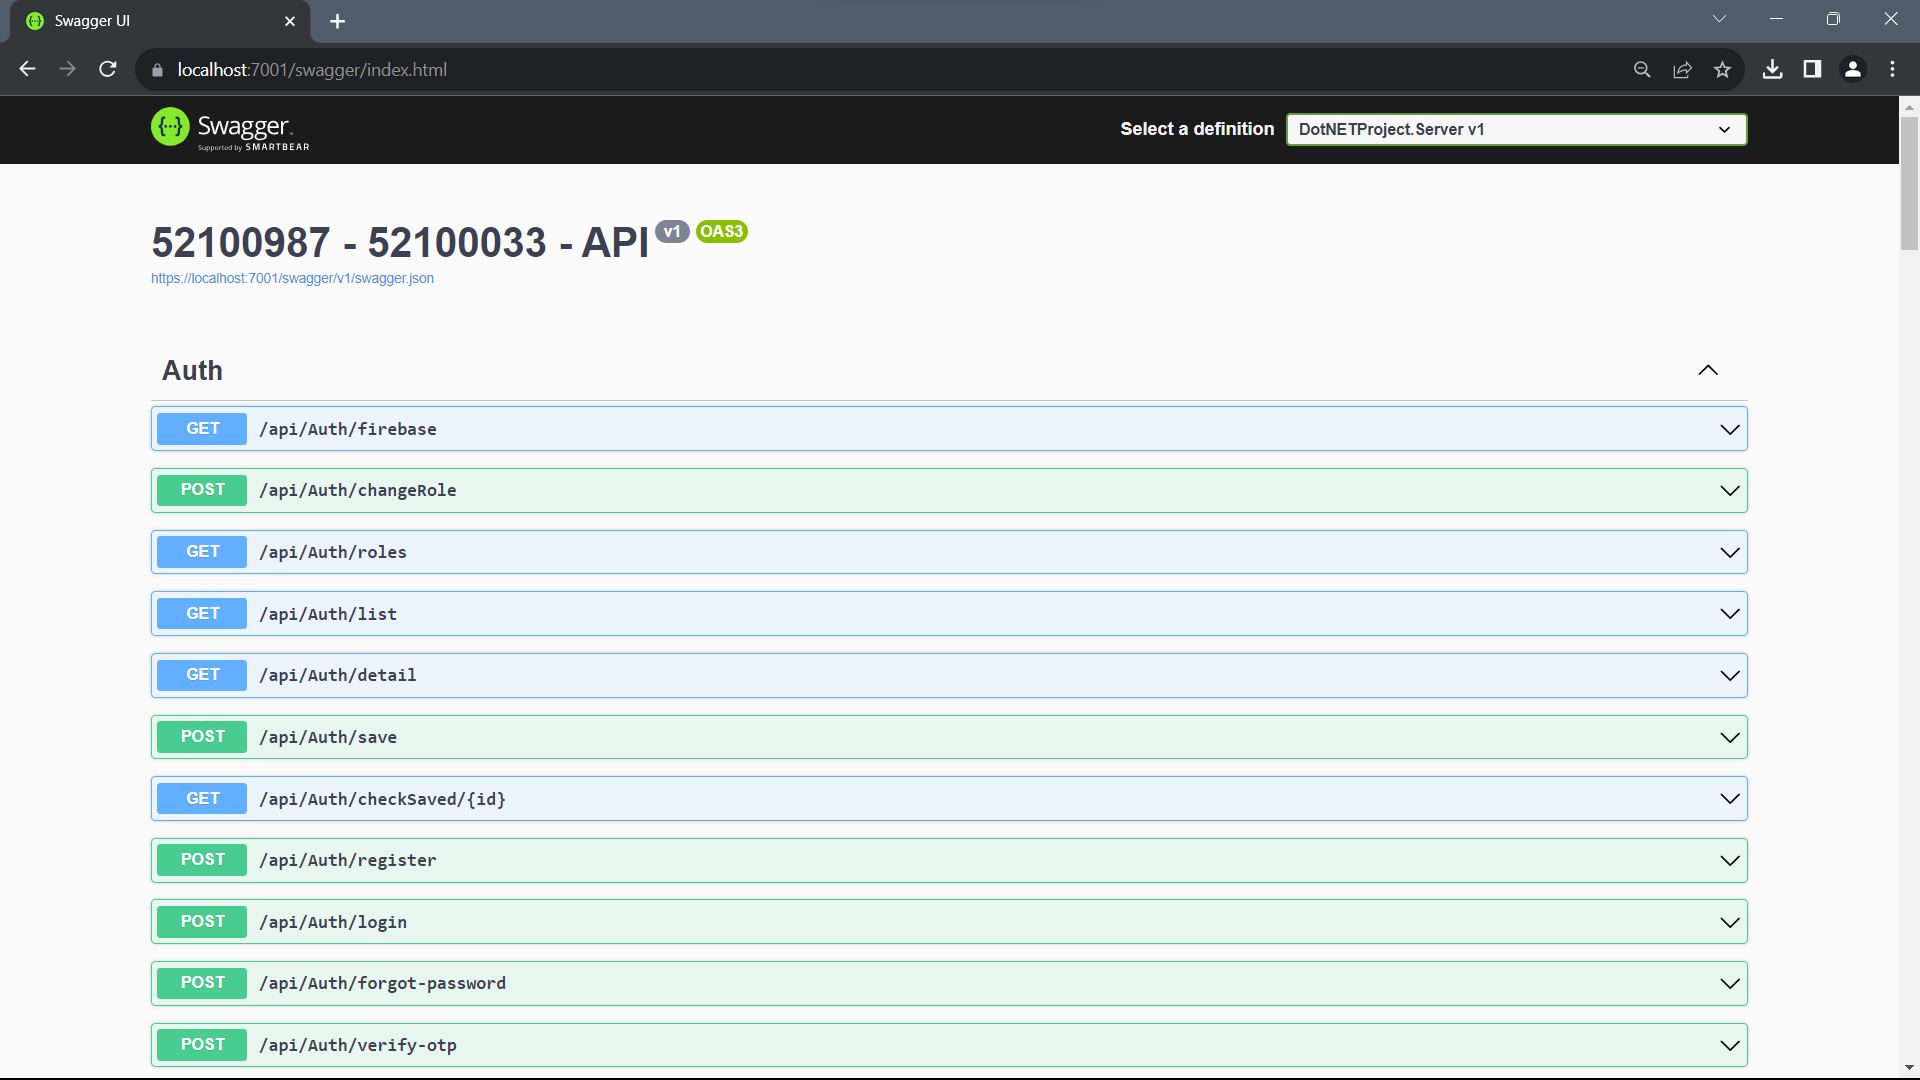 Swagger UI
localhost:7001/swagger/index.html
Swagger.
Supported by SMARTBEAR
Select a definition
DotNETProject.Server v1
52100987 - 52100033 - API v1 OAS3
https://localhost:7001/swagger/v1/swagger.json
Auth
GET /api/Auth/firebase
POST /api/Auth/changeRole
GET /api/Auth/roles
GET /api/Auth/list
GET /api/Auth/detail
POST /api/Auth/save
GET /api/Auth/checkSaved/{id}
POST /api/Auth/register
POST /api/Auth/login
POST /api/Auth/forgot-password
POST /api/Auth/verify-otp